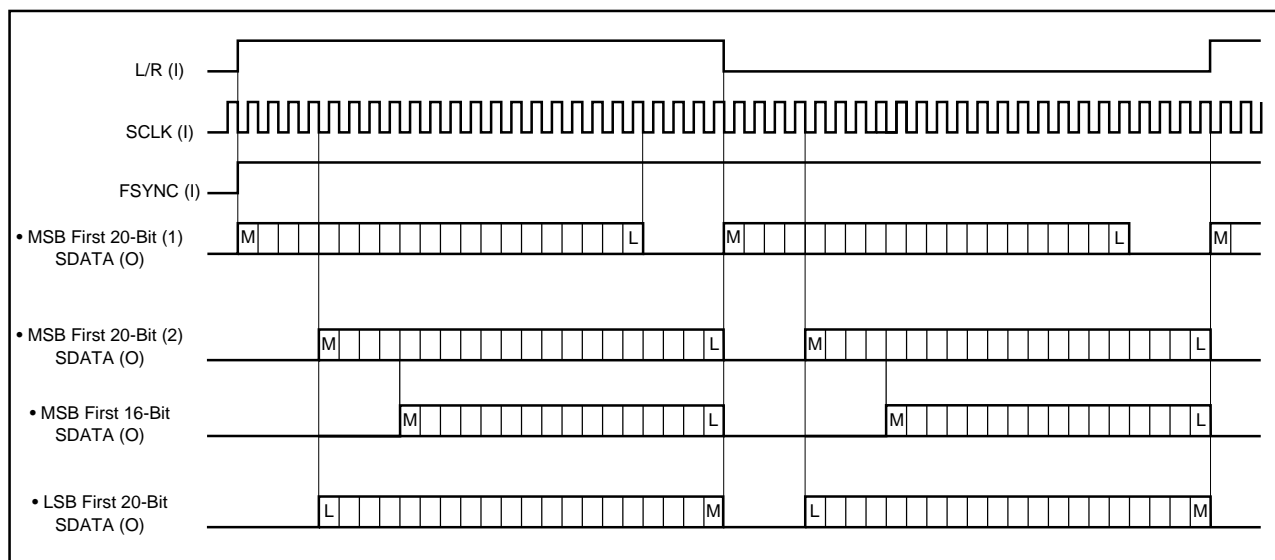 L/R (I)
SCLK (I)
FSYNC (I)
• MSB First 20-Bit (1)
SDATA (O)
M L M L M
• MSB First 20-Bit (2)
SDATA (O)
M L M L
• MSB First 16-Bit
SDATA (O)
M L M L
• LSB First 20-Bit
SDATA (O)
L M L M